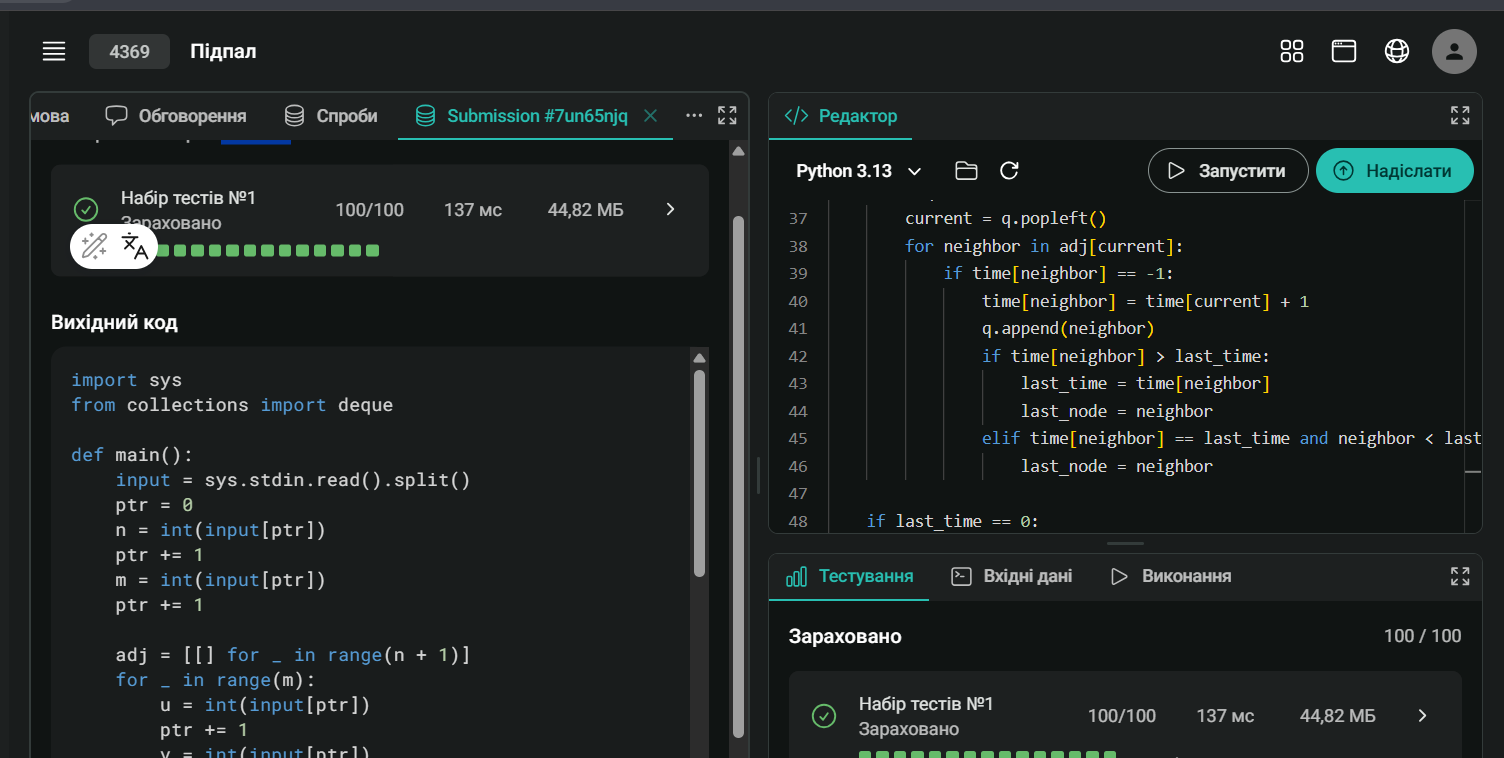 4369
Підпал
мова
Обговорення
Спроби
Submission #7un65njq
Набір тестів №1
Зараховано
100/100
137 мс
44,82 МБ
Вихідний код
import sys
from collections import deque
def main():
input = sys.stdin.read().split()
ptr = 0
n = int(input[ptr])
ptr += 1
m = int(input[ptr])
ptr += 1
adj = [[] for _ in range(n + 1)]
for _ in range(m):
u = int(input[ptr])
ptr += 1
v = int(input[ptr])
Редактор
Python 3.13
Запустити
Надіслати
37 current = q.popleft()
38 for neighbor in adj[current]:
39 if time[neighbor] == -1:
40 time[neighbor] = time[current] + 1
41 q.append(neighbor)
42 if time[neighbor] > last_time:
43 last_time = time[neighbor]
44 last_node = neighbor
45 elif time[neighbor] == last_time and neighbor < last
46 last_node = neighbor
47
48 if last_time == 0:
Тестування
Вхідні дані
Виконання
Зараховано
100 / 100
Набір тестів №1
Зараховано
100/100
137 мс
44,82 МБ